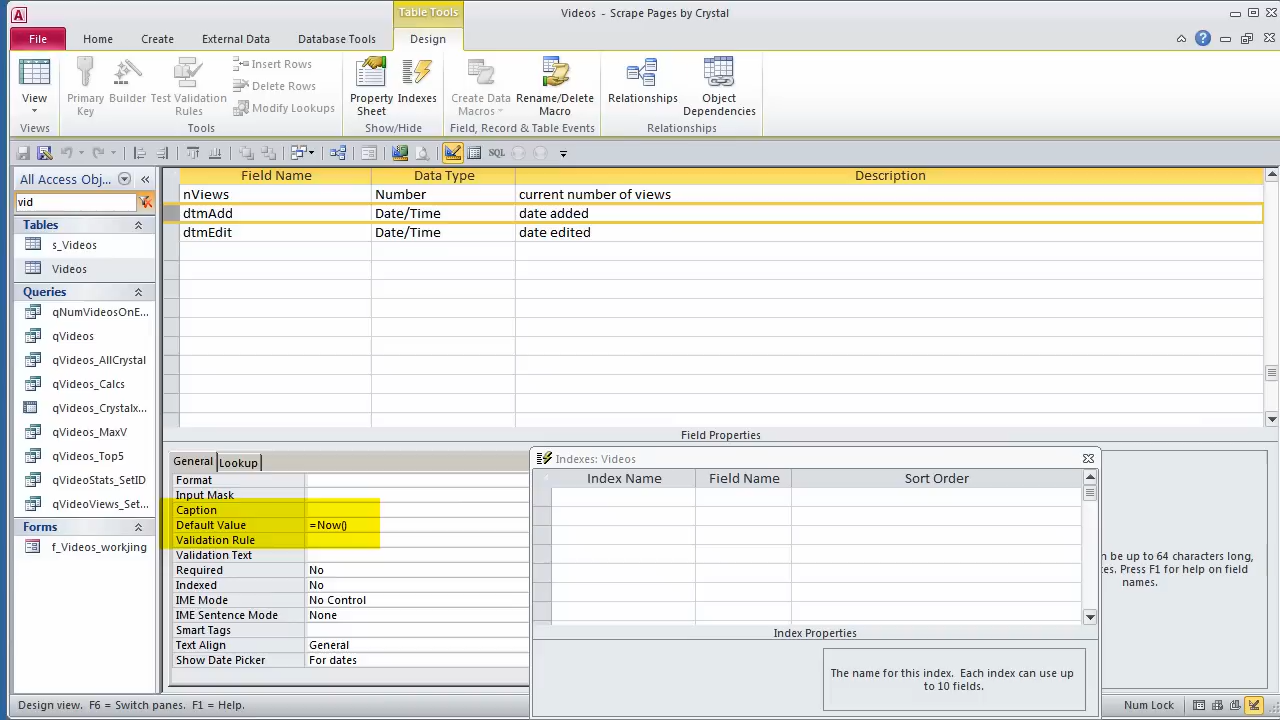 A
Table Tools
Videos - Scrape Pages by Crystal
File Home Create External Data Database Tools Design
View
Views
Primary Key
Builder
Test Validation Rules
Insert Rows
Delete Rows
Modify Lookups
Tools
Property Sheet
Indexes
Show/Hide
Create Data Macros
Rename/Delete Macro
Field, Record & Table Events
Relationships
Object Dependencies
Relationships
SQL
All Access Obj...
vid
Tables
s_Videos
Videos
Queries
qNumVideosOnE...
qVideos
qVideos_AllCrystal
qVideos_Calcs
qVideos_Crystalx...
qVideos_MaxV
qVideos_Top5
qVideoStats_SetID
qVideoViews_Set...
Forms
f_Videos_workjing
Field Name Data Type Description
nViews Number current number of views
dtmAdd Date/Time date added
dtmEdit Date/Time date edited
Field Properties
General Lookup
Format
Input Mask
Caption
Default Value =Now()
Validation Rule
Validation Text
Required No
Indexed No
IME Mode No Control
IME Sentence Mode None
Smart Tags
Text Align General
Show Date Picker For dates
Indexes: Videos
Index Name Field Name Sort Order
Index Properties
The name for this index. Each index can use up
to 10 fields.
n be up to 64 characters long,
es. Press F1 for help on field
names.
Design view. F6 = Switch panes. F1 = Help.
Num Lock